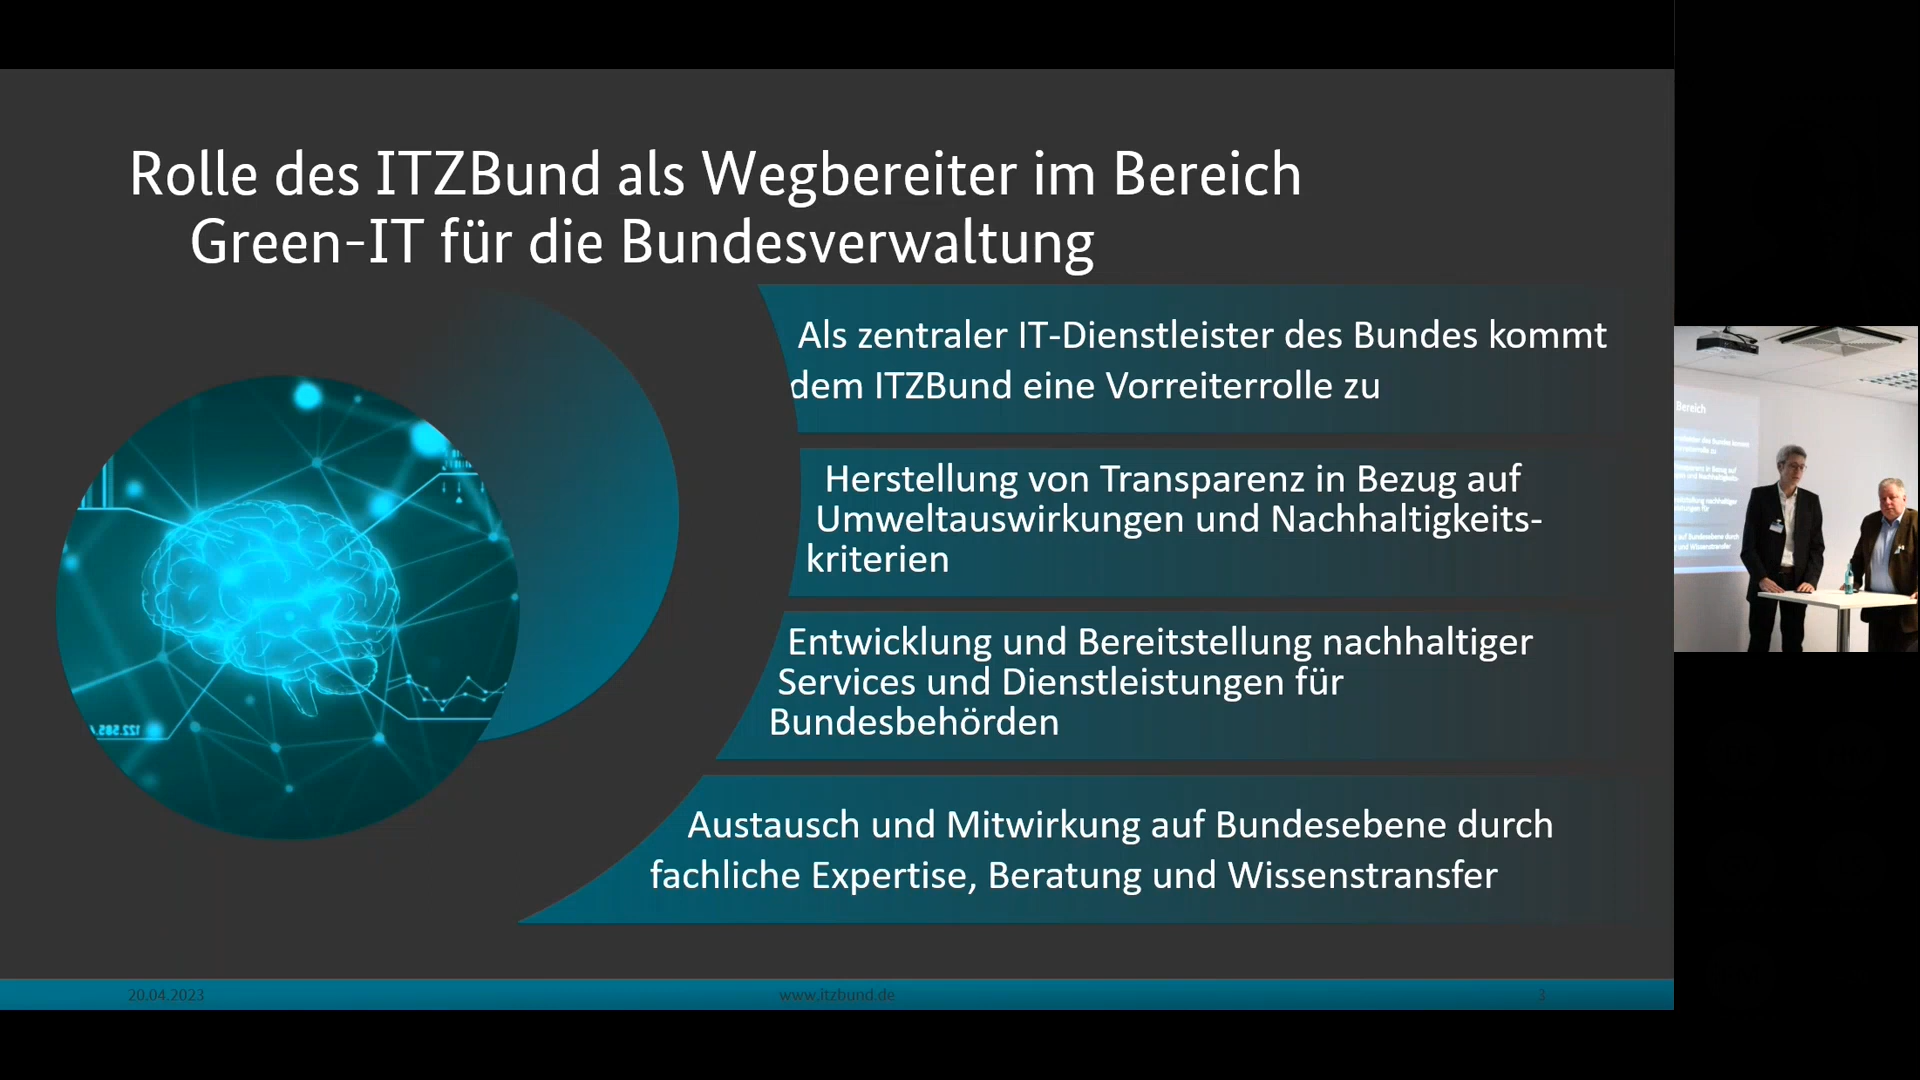 Rolle des ITZBund als Wegbereiter im Bereich
Green-IT für die Bundesverwaltung
Als zentraler IT-Dienstleister des Bundes kommt
dem ITZBund eine Vorreiterrolle zu
Herstellung von Transparenz in Bezug auf
Umweltauswirkungen und Nachhaltigkeits-
kriterien
Entwicklung und Bereitstellung nachhaltiger
Services und Dienstleistungen für
Bundesbehörden
Austausch und Mitwirkung auf Bundesebene durch
fachliche Expertise, Beratung und Wissenstransfer
20.04.2023
www.itzbund.de
3
Bereich